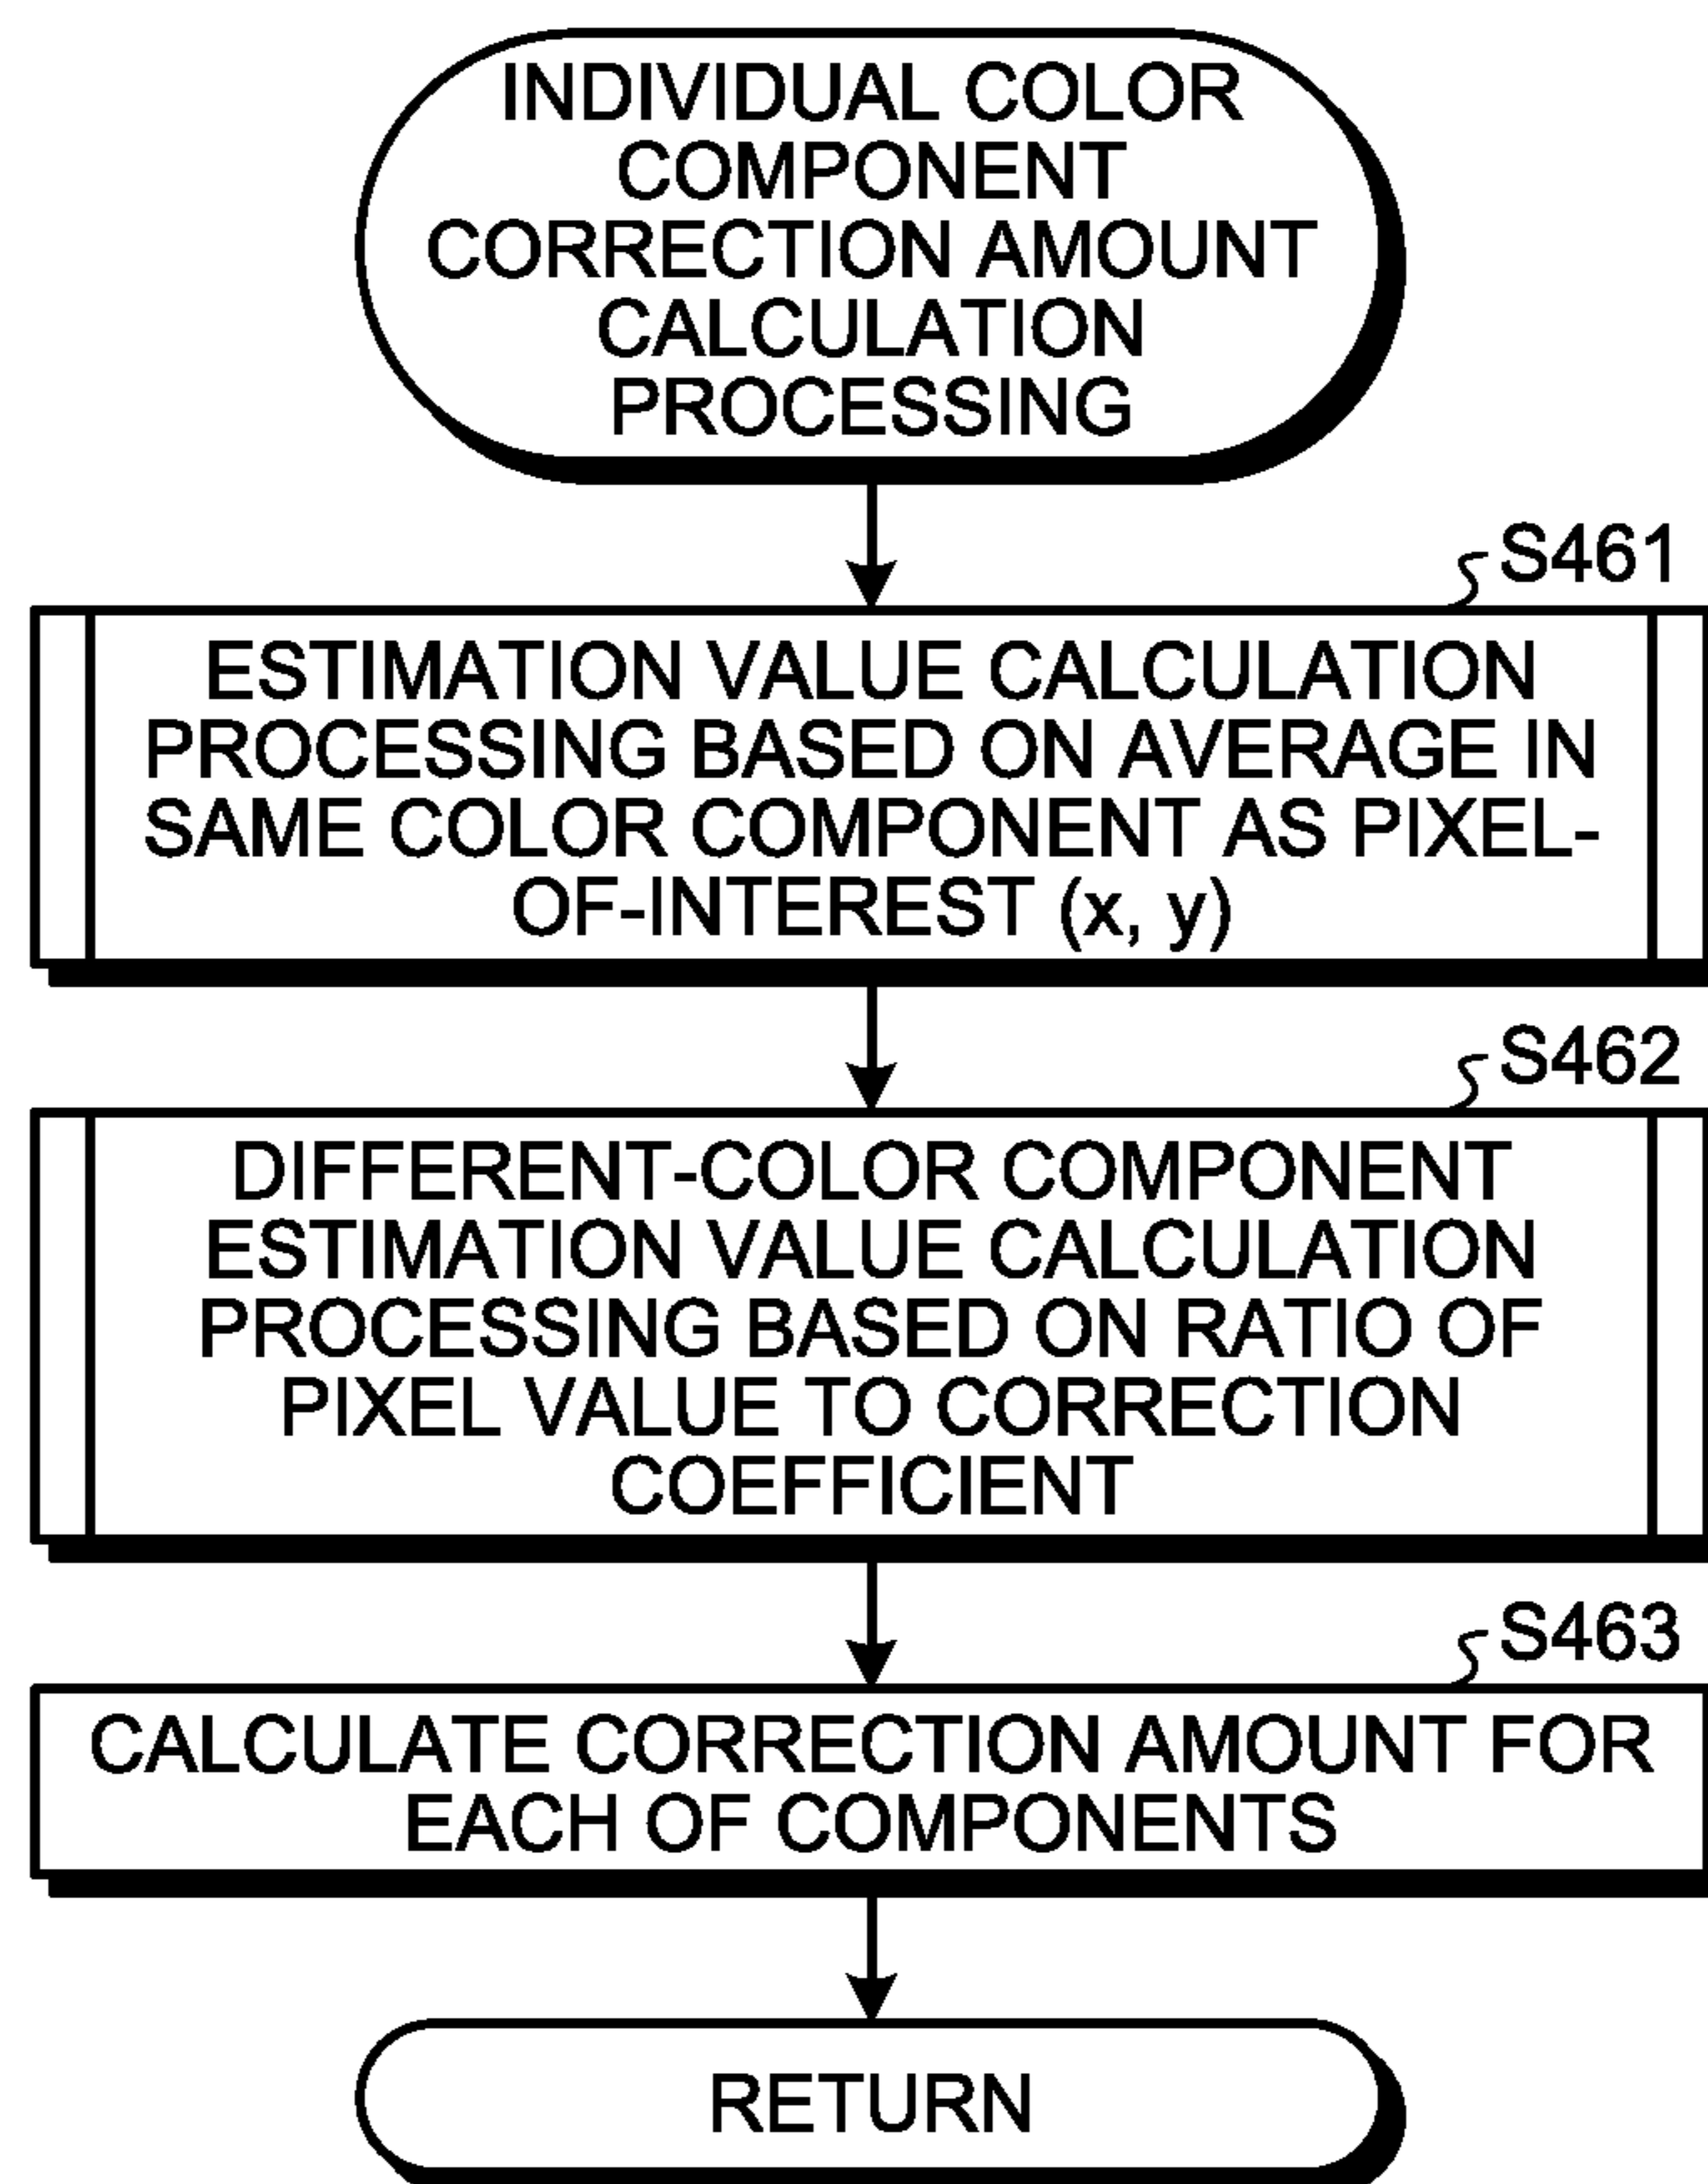 INDIVIDUAL COLOR
COMPONENT
CORRECTION AMOUNT
CALCULATION
PROCESSING
S461
ESTIMATION VALUE CALCULATION
PROCESSING BASED ON AVERAGE IN
SAME COLOR COMPONENT AS PIXEL-
OF-INTEREST (x, y)
S462
DIFFERENT-COLOR COMPONENT
ESTIMATION VALUE CALCULATION
PROCESSING BASED ON RATIO OF
PIXEL VALUE TO CORRECTION
COEFFICIENT
S463
CALCULATE CORRECTION AMOUNT FOR
EACH OF COMPONENTS
RETURN